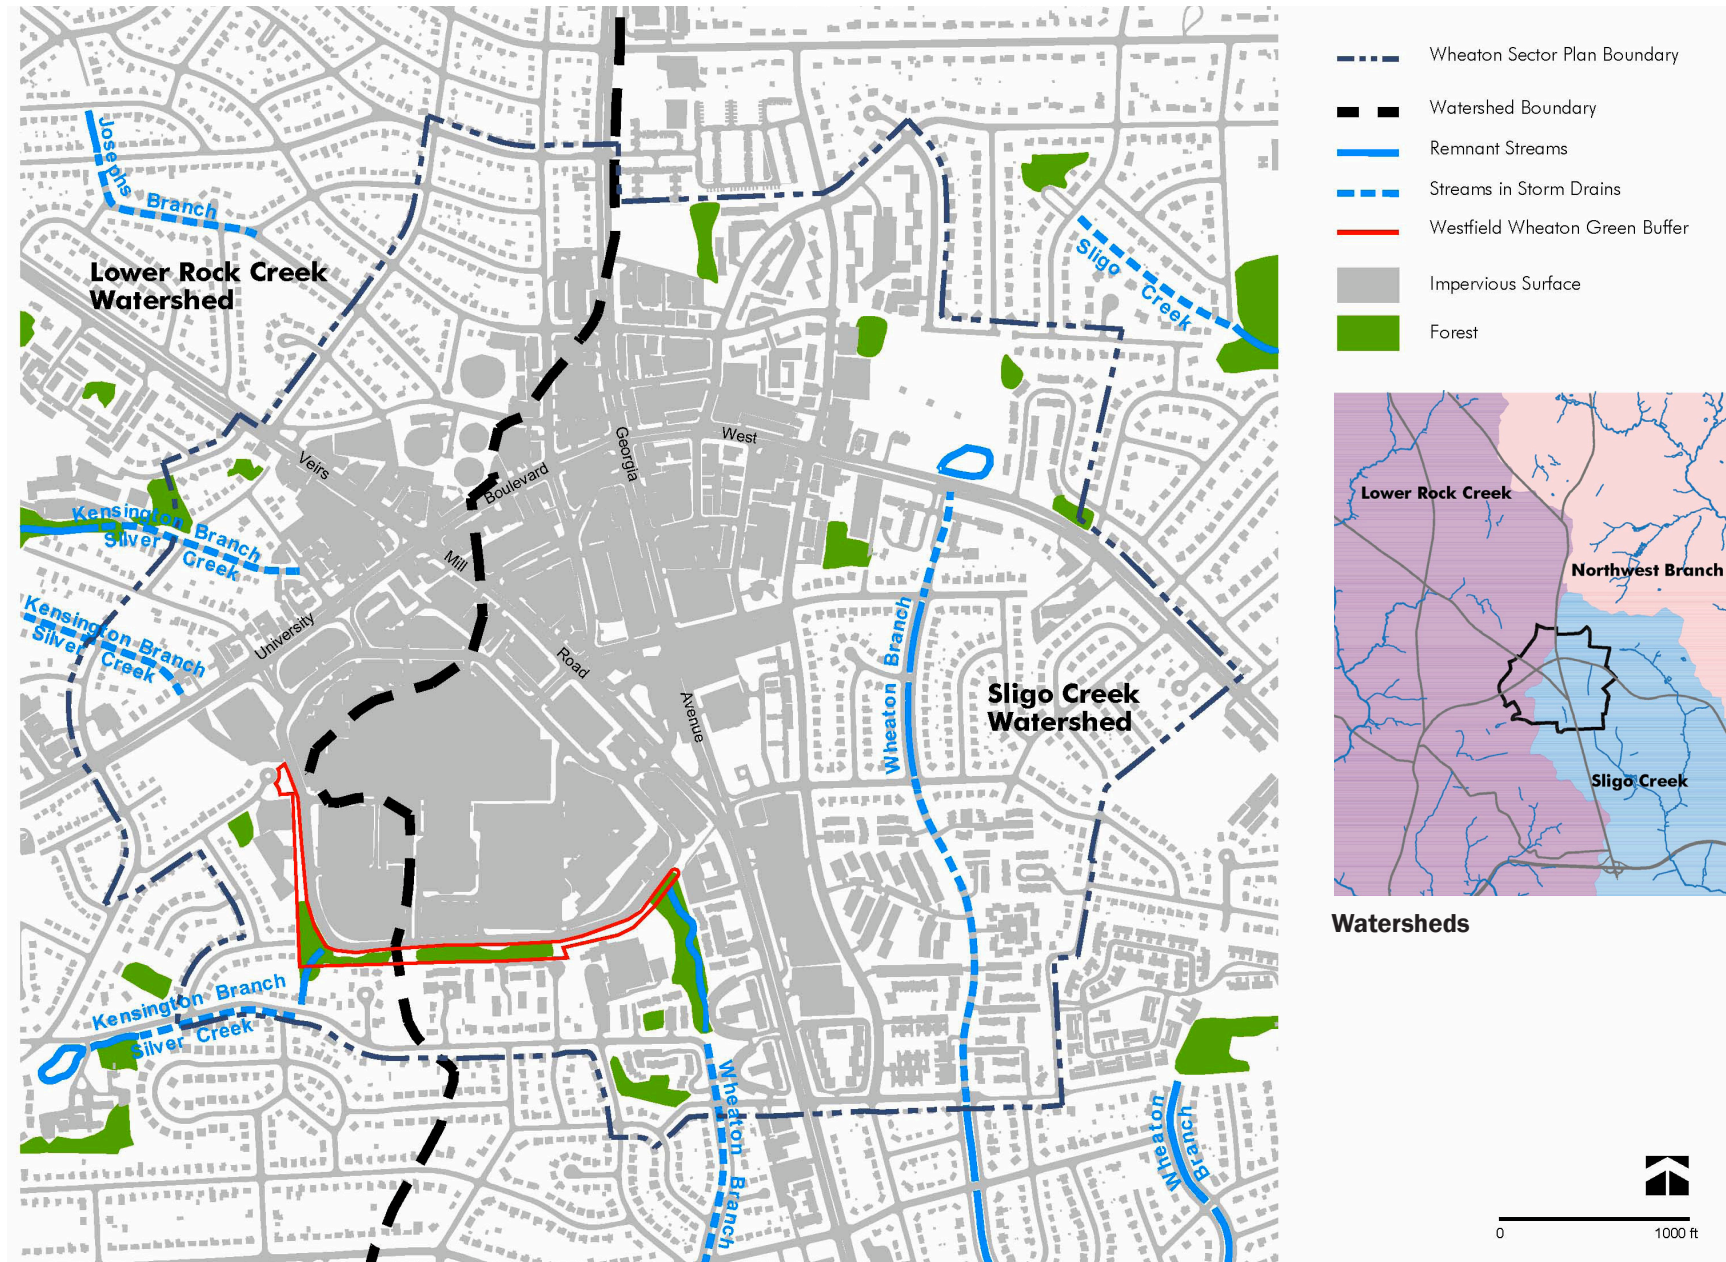 Wheaton Sector Plan Boundary
Watershed Boundary
Remnant Streams
Streams in Storm Drains
Westfield Wheaton Green Buffer
Impervious Surface
Forest
Josephs
Branch
Lower Rock Creek
Watershed
Sligo
Creek
Veirs
Boulevard
Georgia
West
Kensington Branch
Silver Creek
Mill
Kensington Branch
Silver Creek
University
Road
Avenue
Wheaton Branch
Sligo Creek
Watershed
Kensington Branch
Silver Creek
Wheaton Branch
Wheaton
Branch
Lower Rock Creek
Northwest Branch
Sligo Creek
Watersheds
0
1000 ft